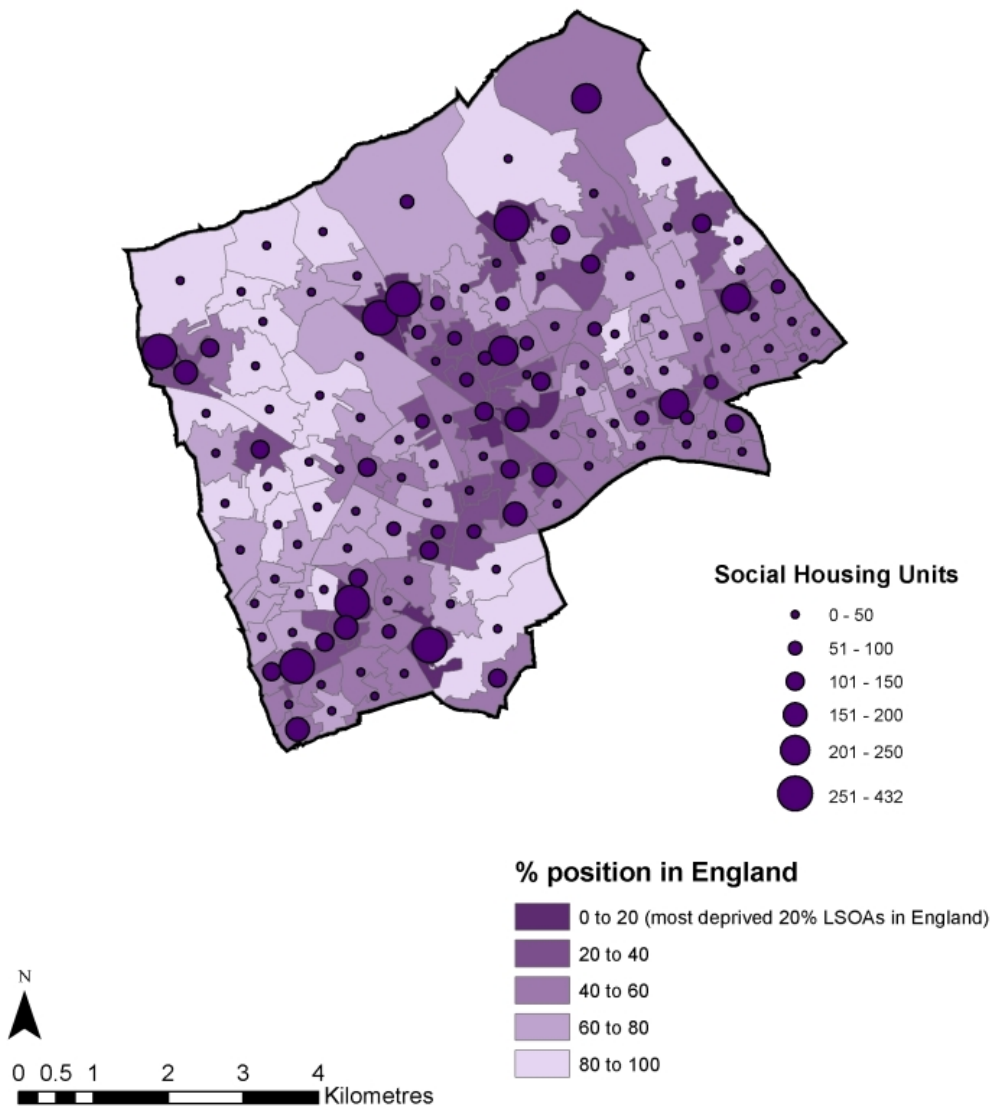 Social Housing Units
0 - 50
51 - 100
101 - 150
151 - 200
201 - 250
251 - 432
% position in England
0 to 20 (most deprived 20% LSOAs in England)
20 to 40
40 to 60
60 to 80
80 to 100
N
0 0.5 1 2 3 4
Kilometres